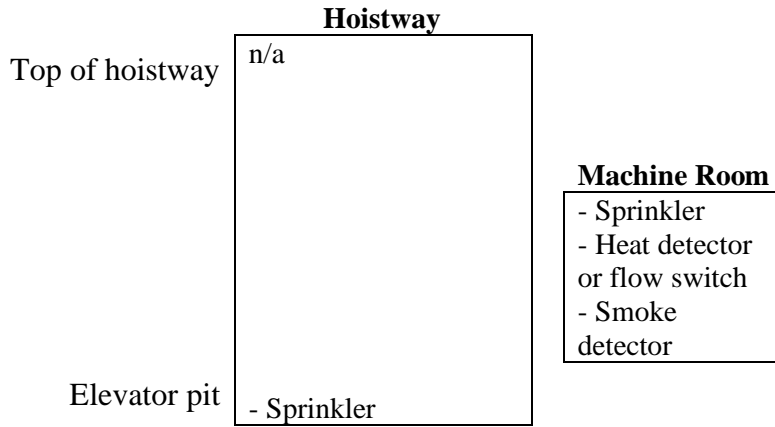 Hoistway
Top of hoistway
n/a
Machine Room
- Sprinkler
- Heat detector
or flow switch
- Smoke
detector
Elevator pit
- Sprinkler